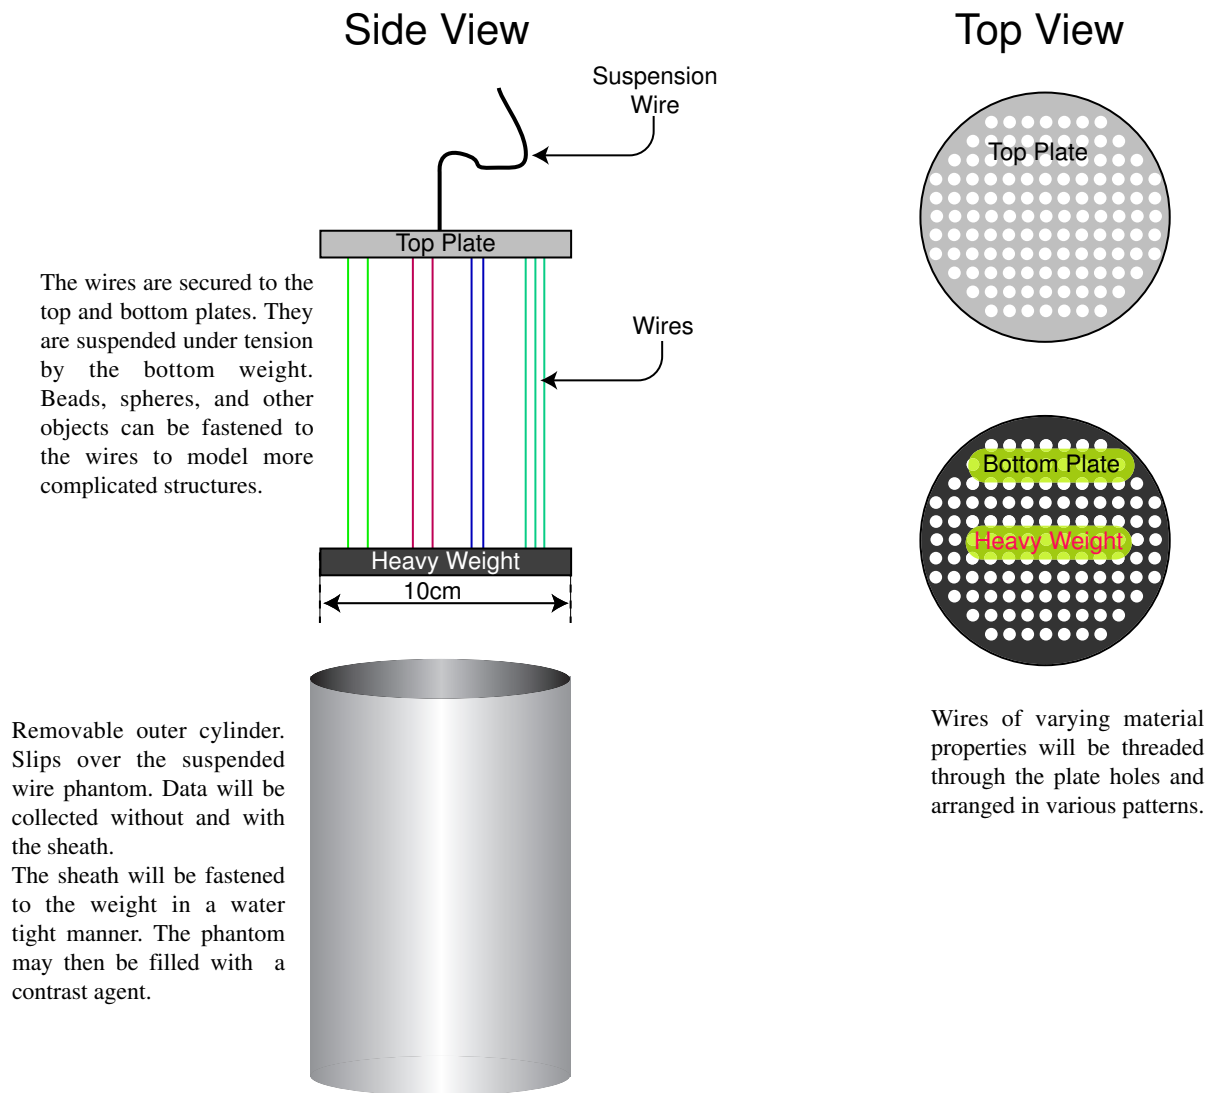 Side View
Top View
Suspension
Wire
Top Plate
The wires are secured to the
top and bottom plates. They
are suspended under tension
by the bottom weight.
Beads, spheres, and other
objects can be fastened to
the wires to model more
complicated structures.
Wires
Heavy Weight
10cm
Top Plate
Bottom Plate
Heavy Weight
Removable outer cylinder.
Slips over the suspended
wire phantom. Data will be
collected without and with
the sheath.
The sheath will be fastened
to the weight in a water
tight manner. The phantom
may then be filled with a
contrast agent.
Wires of varying material
properties will be threaded
through the plate holes and
arranged in various patterns.